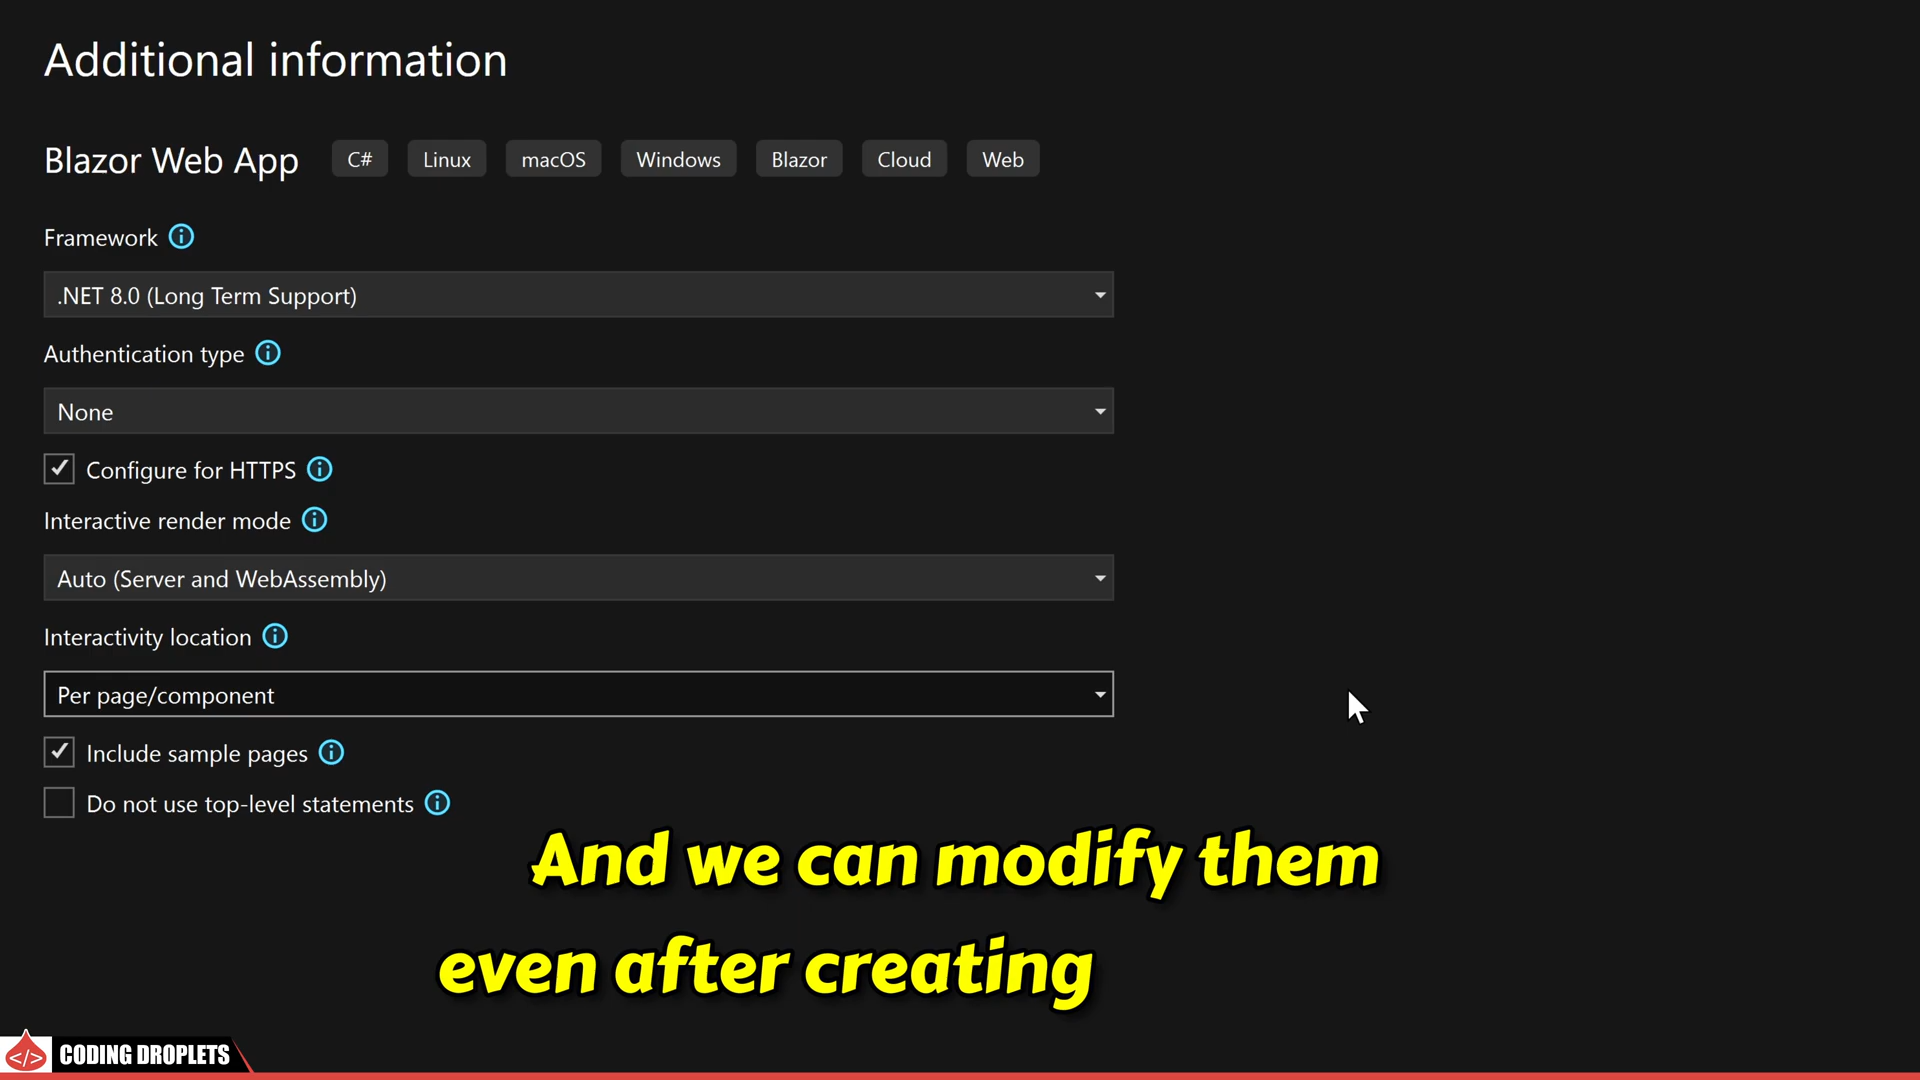 Additional information
Blazor Web App C# Linux macOS Windows Blazor Cloud Web
Framework
.NET 8.0 (Long Term Support)
Authentication type
None
Configure for HTTPS
Interactive render mode
Auto (Server and WebAssembly)
Interactivity location
Per page/component
Include sample pages
Do not use top-level statements
And we can modify them
even after creating
</> CODING DROPLETS